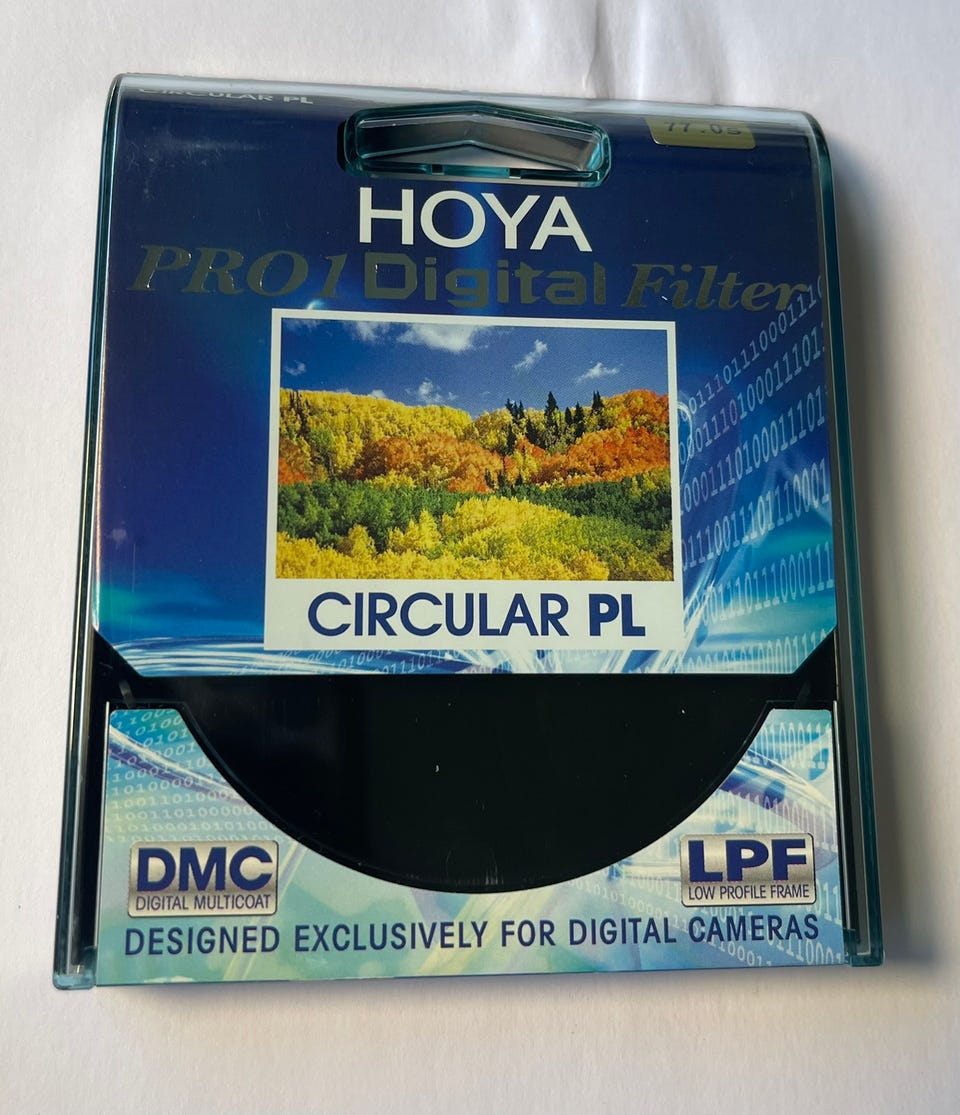 CIRCULAR PL
HOYA
PRO1 Digital Filter
CIRCULAR PL
DMC
DIGITAL MULTICOAT
LPF
LOW PROFILE FRAME
DESIGNED EXCLUSIVELY FOR DIGITAL CAMERAS